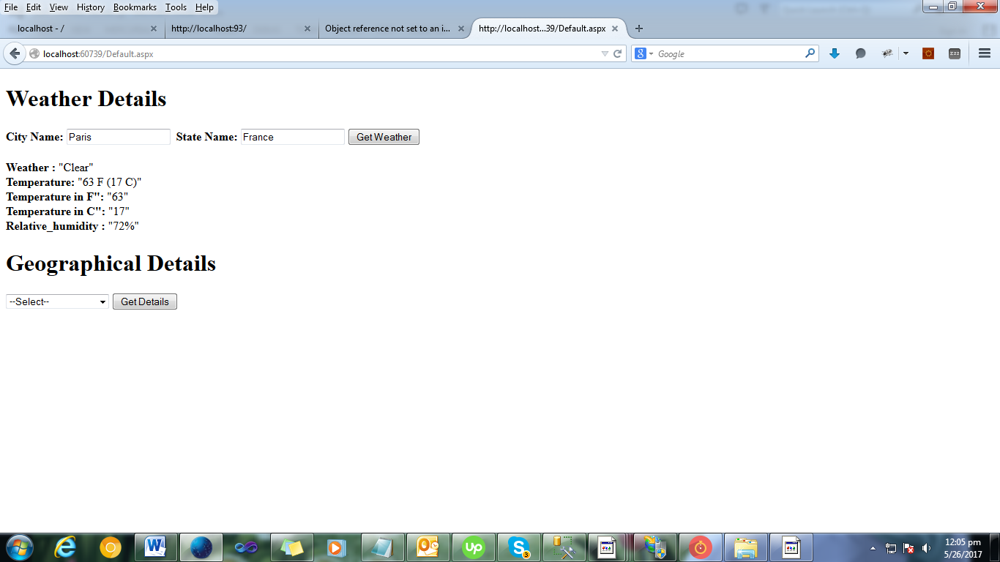 File Edit View History Bookmarks Tools Help
localhost - /
http://localhost:93/
Object reference not set to an i...
http://localhost...39/Default.aspx
localhost:60739/Default.aspx
Google
Weather Details
City Name: Paris State Name: France Get Weather
Weather : "Clear"
Temperature: "63 F (17 C)"
Temperature in F": "63"
Temperature in C": "17"
Relative_humidity : "72%"
Geographical Details
--Select-- Get Details
12:05 pm
5/26/2017